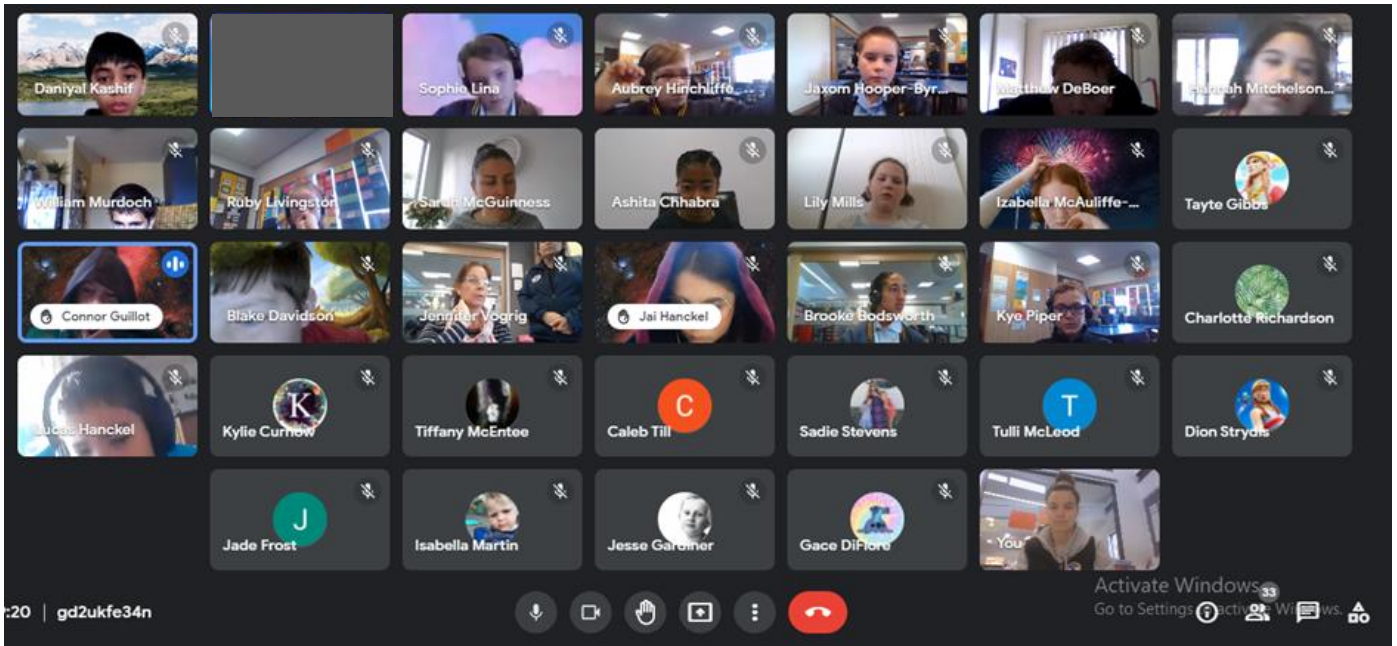 Daniyal Kashif
Sophie Lina
Aubrey Hinchliffe...
Jaxom Hooper-Byr...
Matthew DeBoer
Hannah Mitchelson...
William Murdoch
Ruby Livingston
Sarah McGuinness
Ashita Chhabra
Lily Mills
Izabella McAuliffe-...
Tayte Gibbs
Connor Guillot
Blake Davidson
Jennifer Vogrig
Jai Hanckel
Brooke Bodsworth
Kye Piper
Charlotte Richardson
Lucas Hanckel
K
Kylie Curnow
Tiffany McEntee
C
Caleb Till
Sadie Stevens
T
Tulli McLeod
Dion Strydis
J
Jade Frost
Isabella Martin
Jesse Gardiner
Gace DiFiore
You
Activate Windows
Go to Settings to activate Windows.
33
:20 | gd2ukfe34n